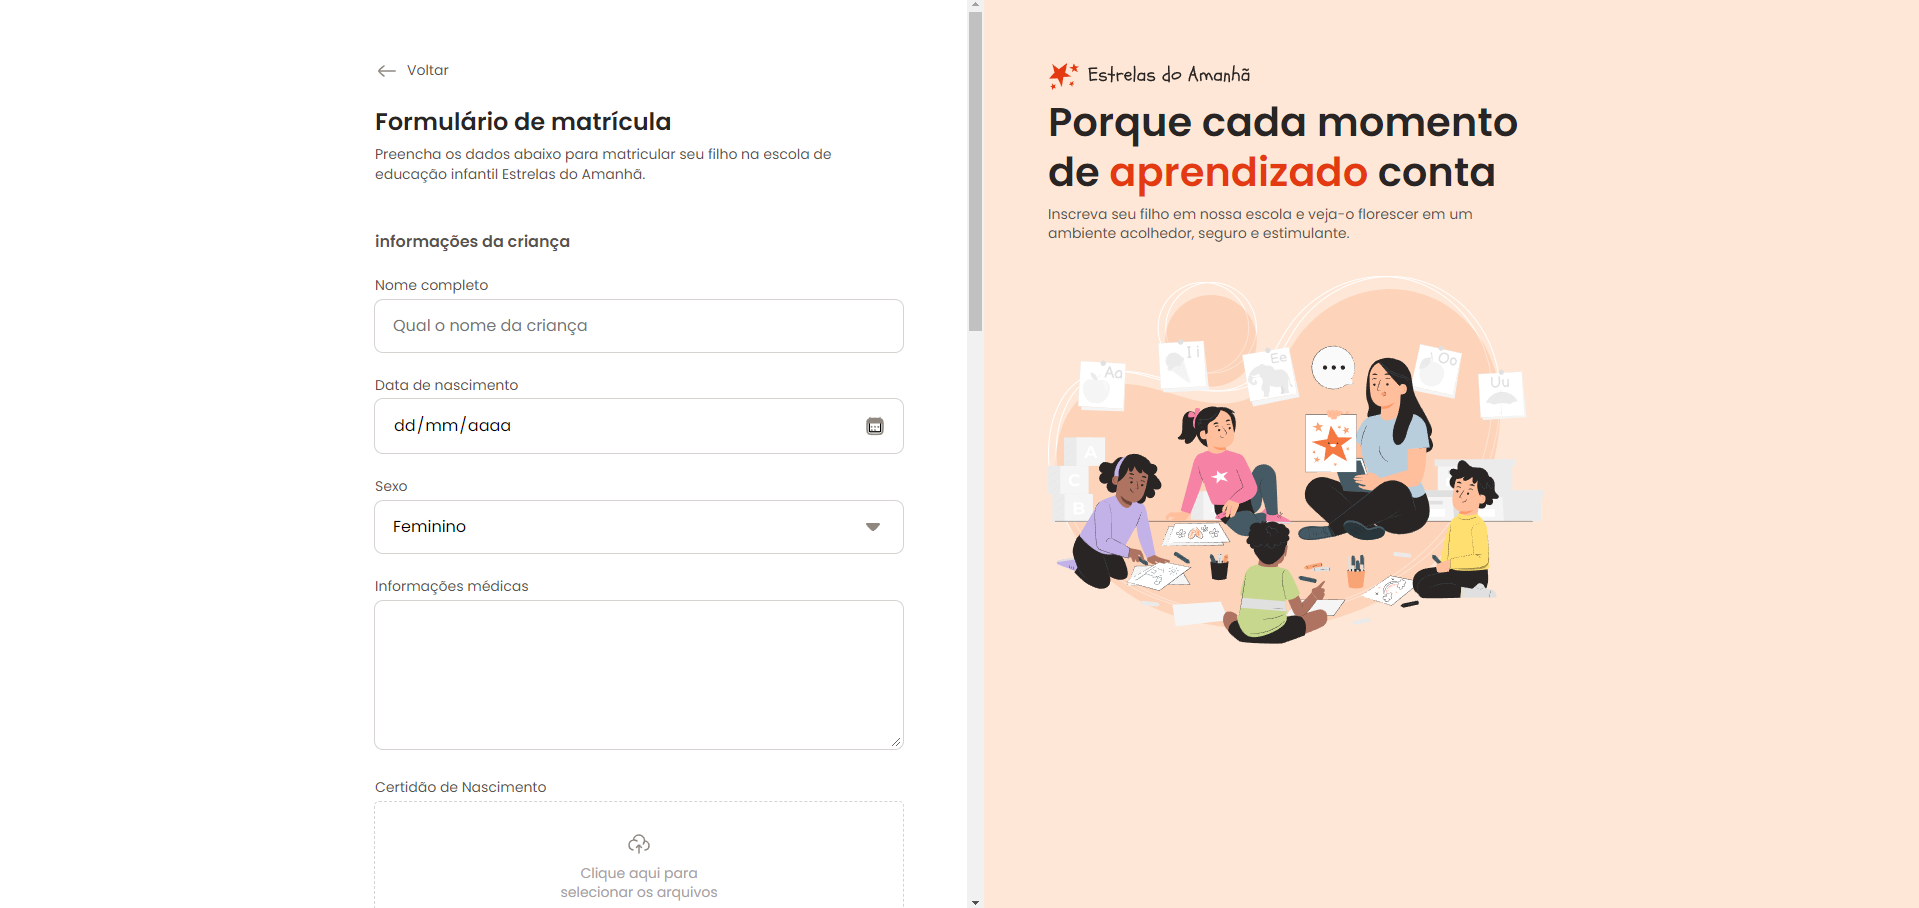 Voltar
Formulário de matrícula
Preencha os dados abaixo para matricular seu filho na escola de
educação infantil Estrelas do Amanhã.
informações da criança
Nome completo
Qual o nome da criança
Data de nascimento
dd/mm/aaaa
Sexo
Feminino
Informações médicas
Certidão de Nascimento
Clique aqui para
selecionar os arquivos
Estrelas do Amanhã
Porque cada momento
de aprendizado conta
Inscreva seu filho em nossa escola e veja-o florescer em um
ambiente acolhedor, seguro e estimulante.
Aa
I i
Ee
Oo
Uu
A
C
B